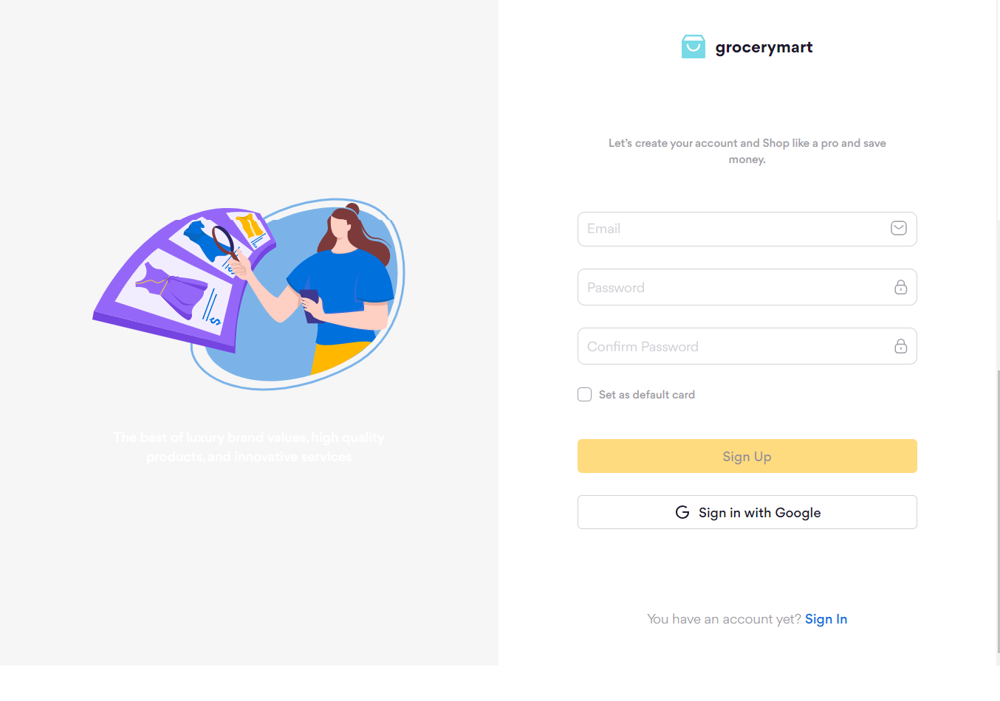 grocerymart
Let's create your account and Shop like a pro and save
money.
Email
Password
Confirm Password
Set as default card
The best of luxury brand values, high quality
products, and innovative services
Sign Up
Sign in with Google
You have an account yet? Sign In